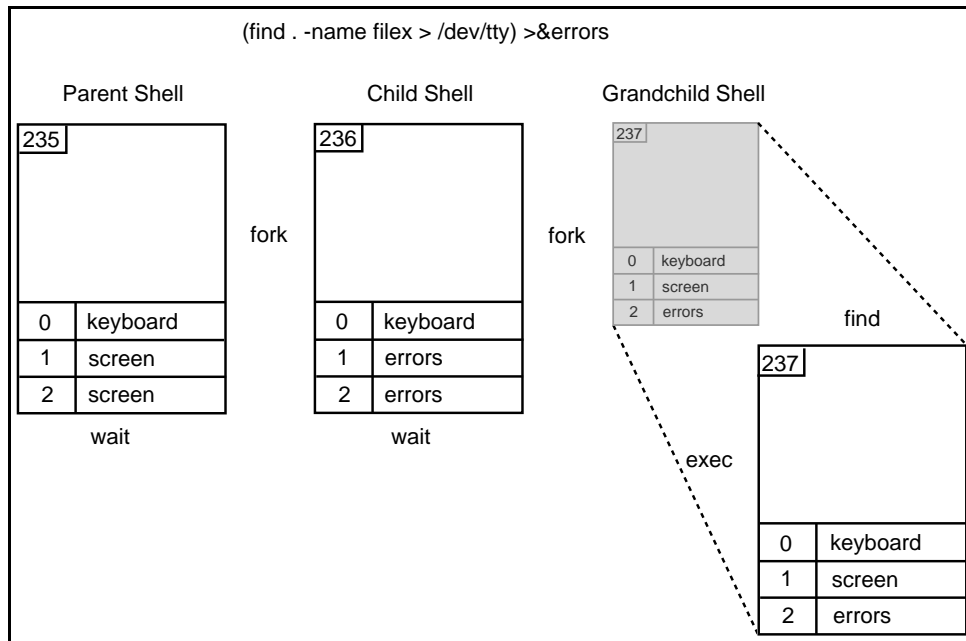 (find . -name filex > /dev/tty) >&errors
Parent Shell
Child Shell
Grandchild Shell
235
236
237
fork
fork
0 keyboard
1 screen
2 errors
0 keyboard
1 screen
2 screen
0 keyboard
1 errors
2 errors
find
237
wait
wait
exec
0 keyboard
1 screen
2 errors